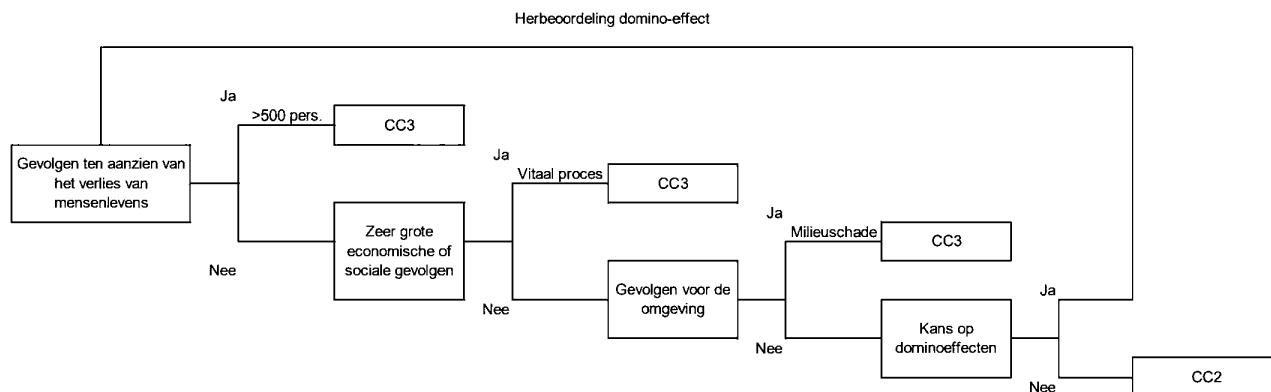 Herbeoordeling domino-effect
Ja
>500 pers.
CC3
Gevolgen ten aanzien van
het verlies van
mensenlevens
Nee
Zeer grote
economische of
sociale gevolgen
Ja
Vitaal proces
CC3
Nee
Gevolgen voor de
omgeving
Ja
Milieuschade
CC3
Nee
Kans op
dominoeffecten
Ja
Nee
CC2